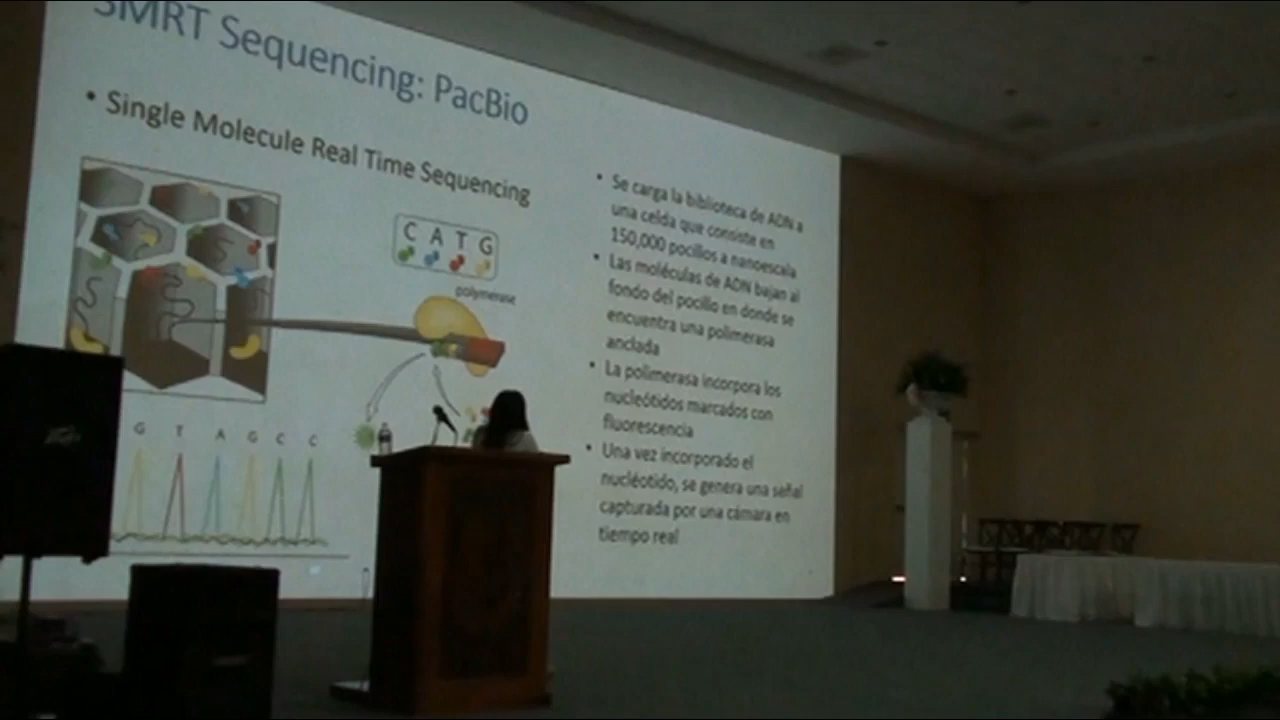 SMRT Sequencing: PacBio
• Single Molecule Real Time Sequencing
C A T G
polymerase
G T A G C C
• Se carga la biblioteca de ADN a
una celda que consiste en
150,000 pocillos a nanoescala
• Las moléculas de ADN bajan al
fondo del pocillo en donde se
encuentra una polimerasa
anclada
• La polimerasa incorpora los
nucleótidos marcados con
fluorescencia
• Una vez incorporado el
nucléotido, se genera una señal
capturada por una cámara en
tiempo real